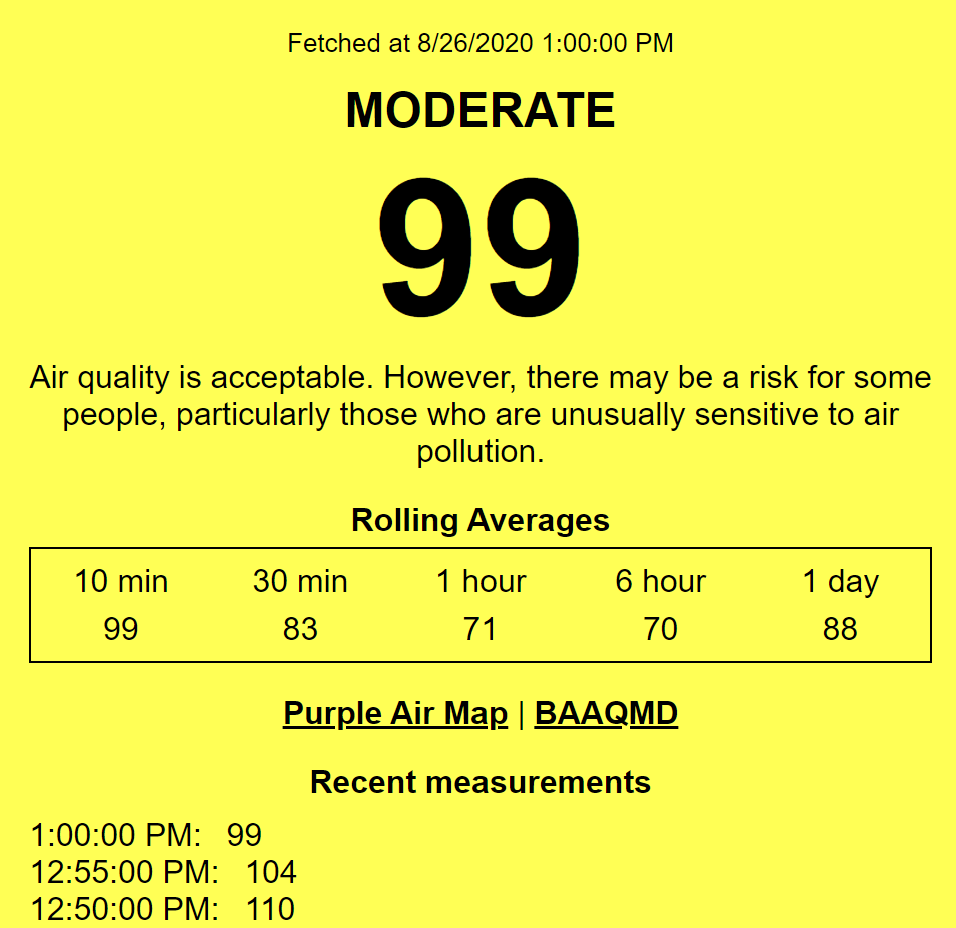 Fetched at 8/26/2020 1:00:00 PM
MODERATE
99
Air quality is acceptable. However, there may be a risk for some
people, particularly those who are unusually sensitive to air
pollution.
Rolling Averages
10 min 30 min 1 hour 6 hour 1 day
99 83 71 70 88
Purple Air Map | BAAQMD
Recent measurements
1:00:00 PM: 99
12:55:00 PM: 104
12:50:00 PM: 110